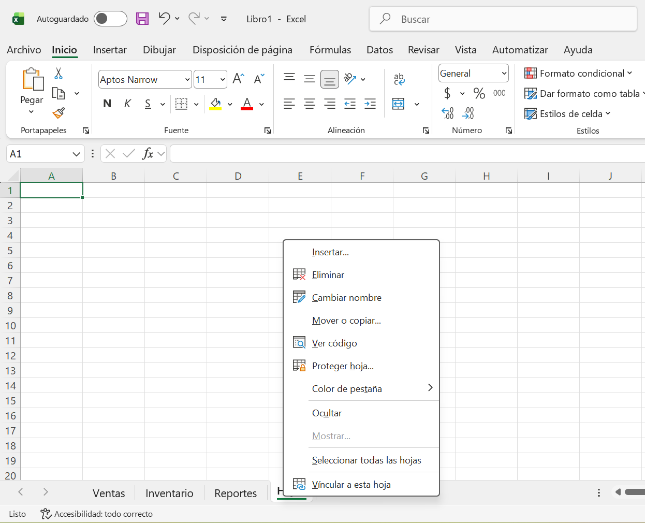 Autoguardado Libro1 - Excel Buscar
Archivo Inicio Insertar Dibujar Disposición de página Fórmulas Datos Revisar Vista Automatizar Ayuda
Pegar
Portapapeles
Aptos Narrow 11 A A
N K S A
Fuente
ab
Alineación
General
$ % 000
Número
Formato condicional
Dar formato como tabla
Estilos de celda
Estilos
A1 fx
A B C D E F G H I J
1
2
3
4
5
6
7
8
9
10
11
12
13
14
15
16
17
18
19
20
Insertar...
Eliminar
Cambiar nombre
Mover o copiar...
Ver código
Proteger hoja...
Color de pestaña
Ocultar
Mostrar...
Seleccionar todas las hojas
Vincular a esta hoja
Ventas Inventario Reportes
Listo Accesibilidad: todo correcto